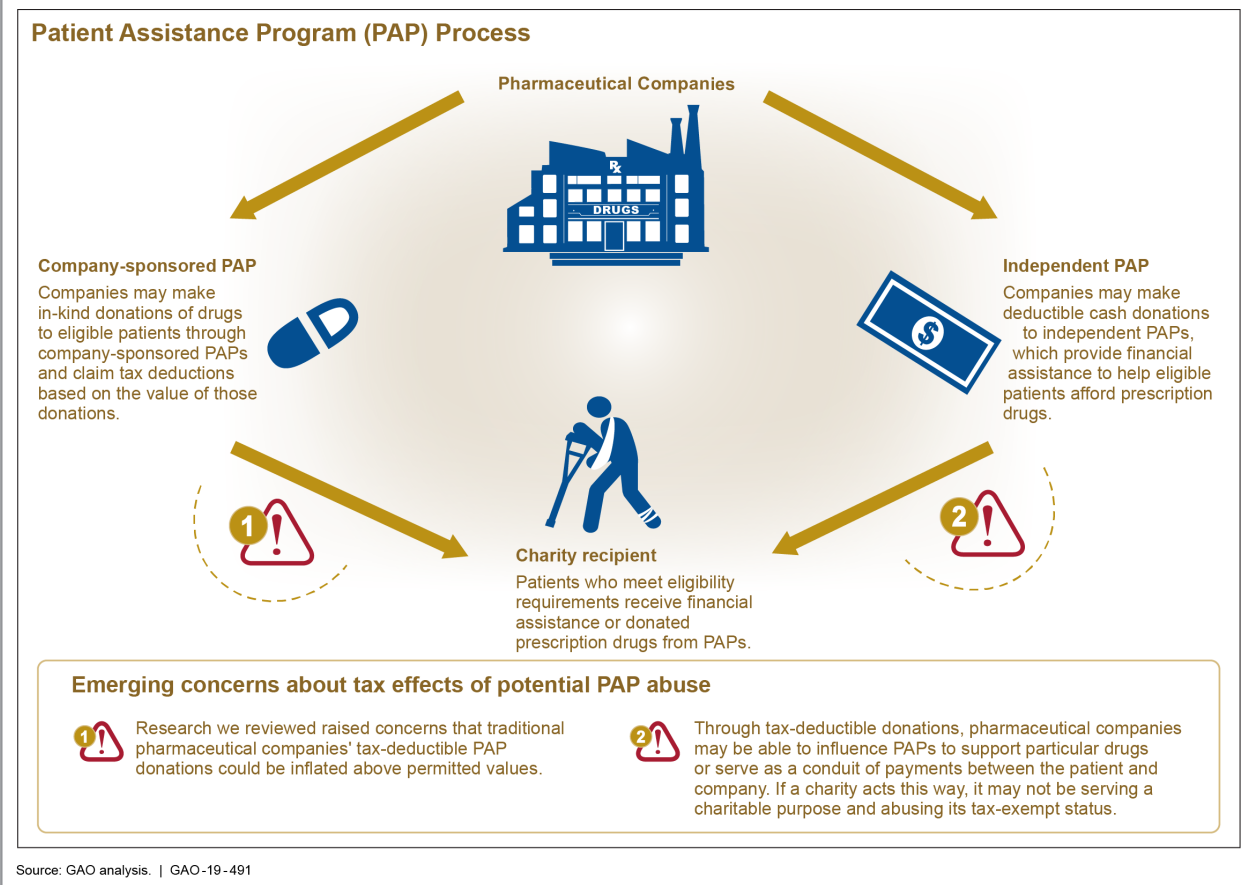 Patient Assistance Program (PAP) Process
Pharmaceutical Companies
Rx
DRUGS
Company-sponsored PAP
Companies may make
in-kind donations of drugs
to eligible patients through
company-sponsored PAPs
and claim tax deductions
based on the value of those
donations.
$
Independent PAP
Companies may make
deductible cash donations
to independent PAPs,
which provide financial
assistance to help eligible
patients afford prescription
drugs.
1
!
2
!
Charity recipient
Patients who meet eligibility
requirements receive financial
assistance or donated
prescription drugs from PAPs.
Emerging concerns about tax effects of potential PAP abuse
1
!
Research we reviewed raised concerns that traditional
pharmaceutical companies' tax-deductible PAP
donations could be inflated above permitted values.
2
!
Through tax-deductible donations, pharmaceutical companies
may be able to influence PAPs to support particular drugs
or serve as a conduit of payments between the patient and
company. If a charity acts this way, it may not be serving a
charitable purpose and abusing its tax-exempt status.
Source: GAO analysis. | GAO-19-491